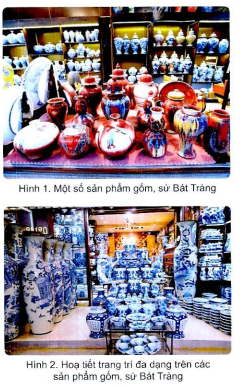 Hình 1. Một số sản phẩm gốm, sứ Bát Tràng
Hình 2. Hoạ tiết trang trí đa dạng trên các
sản phẩm gốm, sứ Bát Tràng